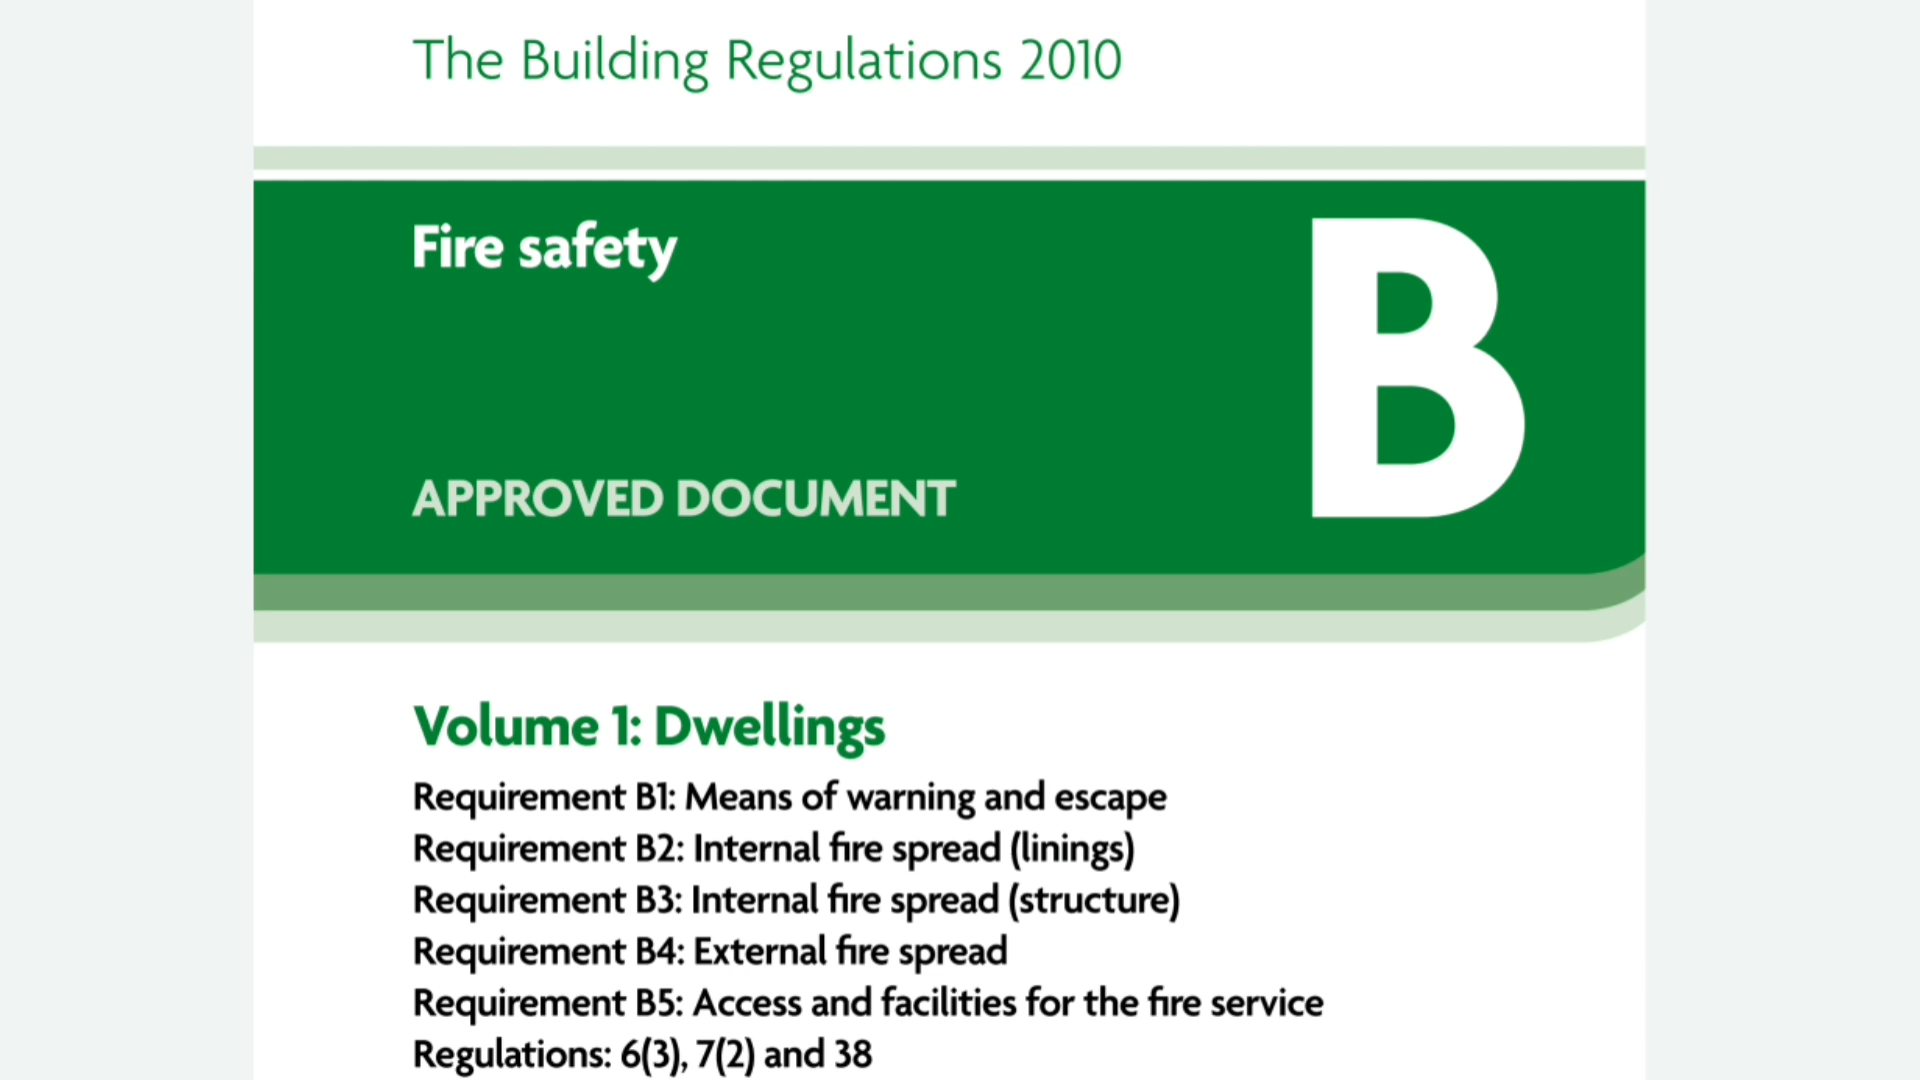 The Building Regulations 2010
Fire safety
B
APPROVED DOCUMENT
Volume 1: Dwellings
Requirement B1: Means of warning and escape
Requirement B2: Internal fire spread (linings)
Requirement B3: Internal fire spread (structure)
Requirement B4: External fire spread
Requirement B5: Access and facilities for the fire service
Regulations: 6(3), 7(2) and 38